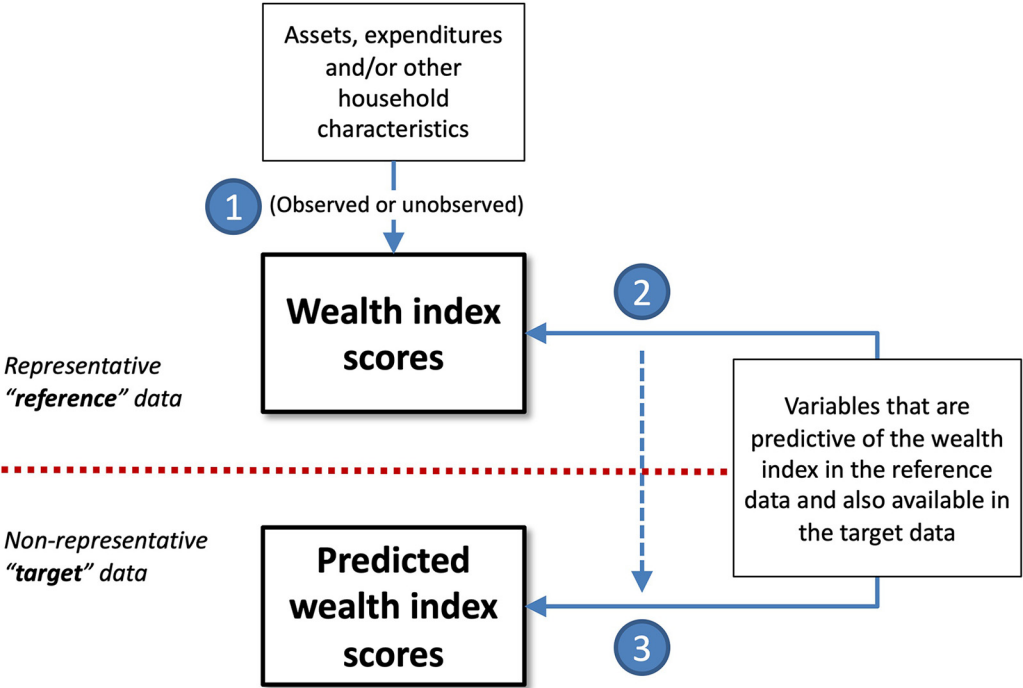 Assets, expenditures
and/or other
household
characteristics
1
(Observed or unobserved)
Wealth index
scores
2
Representative
“reference” data
Variables that are
predictive of the wealth
index in the reference
data and also available in
the target data
Non-representative
“target” data
Predicted
wealth index
scores
3